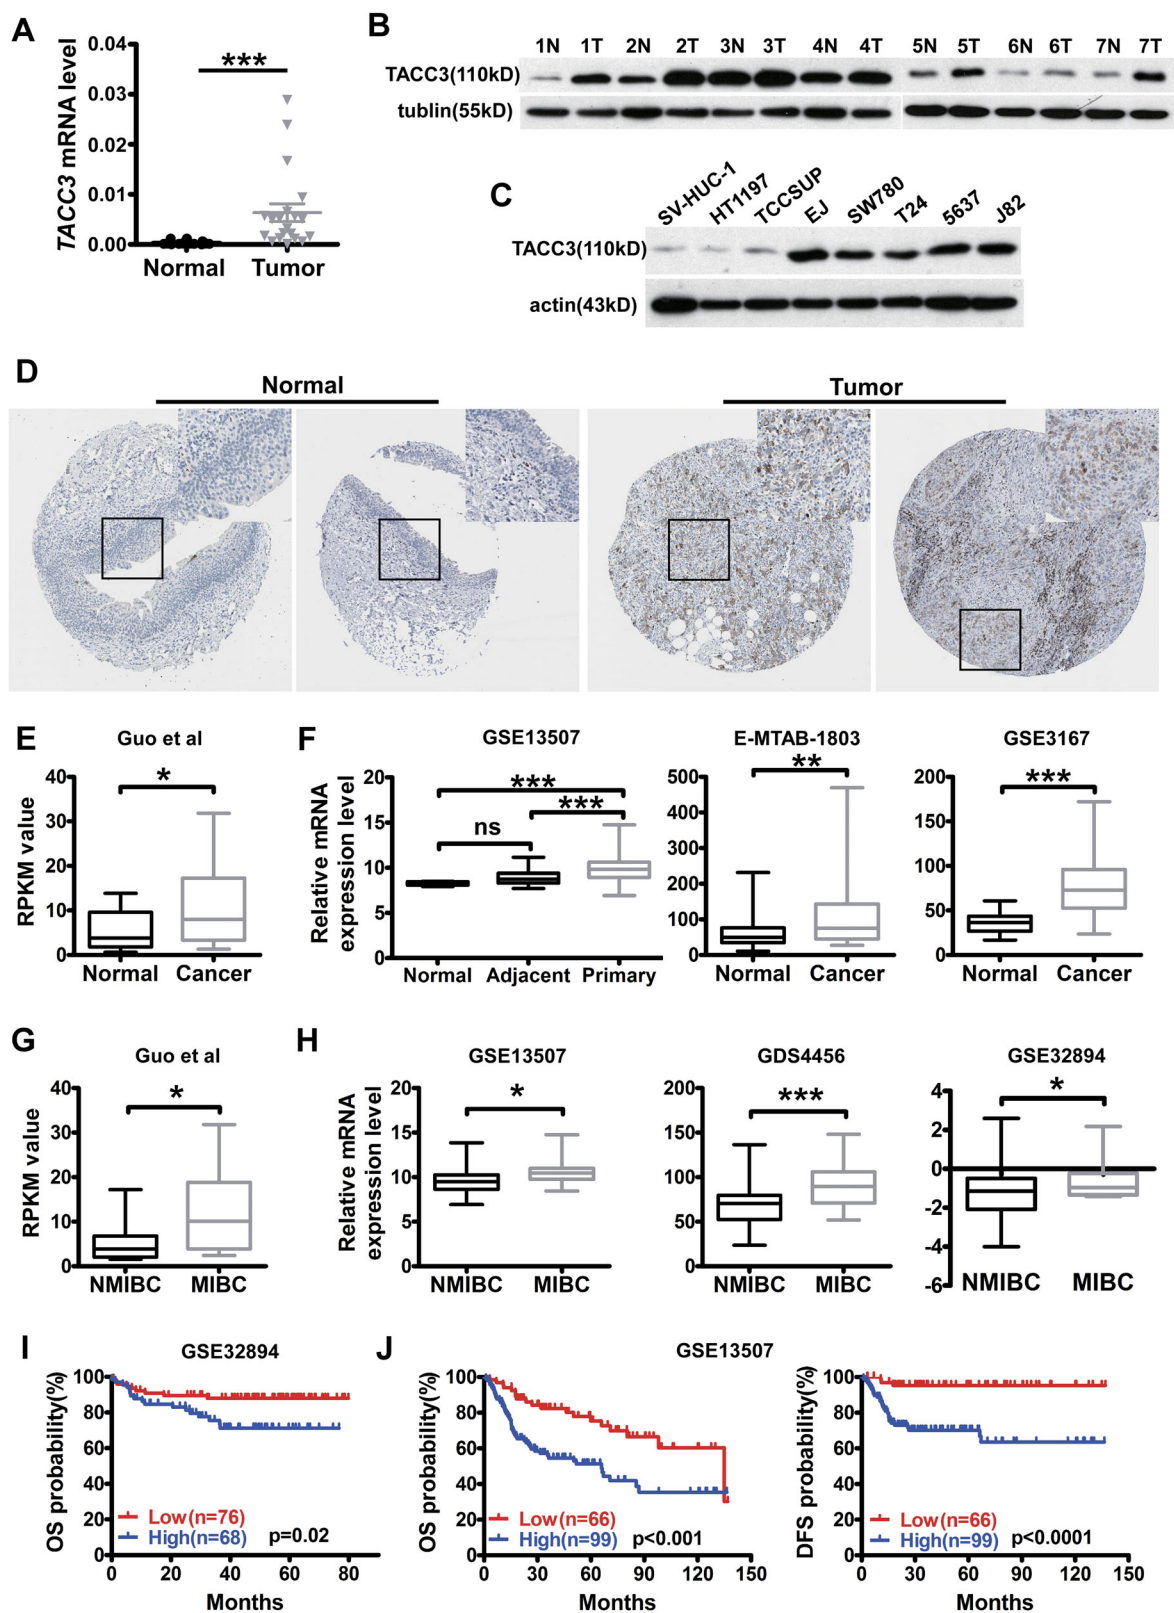 A
0.04
0.03
0.02
0.01
0.00
TACC3 mRNA level
***
Normal Tumor
B
1N 1T 2N 2T 3N 3T 4N 4T 5N 5T 6N 6T 7N 7T
TACC3(110kD)
tublin(55kD)
C
SV-HUC-1 HT1197 TCCSUP EJ SW780 T24 5637 J82
TACC3(110kD)
actin(43kD)
D
Normal Tumor
E
Guo et al
*
40
30
20
10
0
RPKM value
Normal Cancer
F
GSE13507
***
***
ns
20
15
10
5
0
Relative mRNA
expression level
Normal Adjacent Primary
E-MTAB-1803
**
500
400
300
200
100
0
Normal Cancer
GSE3167
***
200
150
100
50
0
Normal Cancer
G
Guo et al
*
40
30
20
10
0
RPKM value
NMIBC MIBC
H
GSE13507
*
20
15
10
5
0
Relative mRNA
expression level
NMIBC MIBC
GDS4456
***
200
150
100
50
0
NMIBC MIBC
GSE32894
*
4
2
0
-2
-4
-6
NMIBC MIBC
I
GSE32894
100
80
60
40
20
0
OS probability(%)
Low(n=76)
High(n=68) p=0.02
0 20 40 60 80
Months
J
GSE13507
100
80
60
40
20
0
OS probability(%)
Low(n=66)
High(n=99) p<0.001
0 30 60 90 120 150
Months
100
80
60
40
20
0
DFS probability(%)
Low(n=66)
High(n=99) p<0.0001
0 30 60 90 120 150
Months